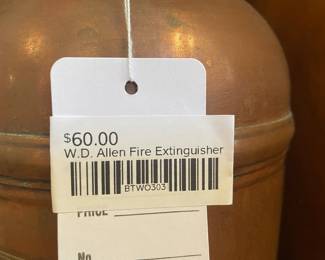 $60.00
W.D. Allen Fire Extinguisher
BTWO303
PRICE
No.